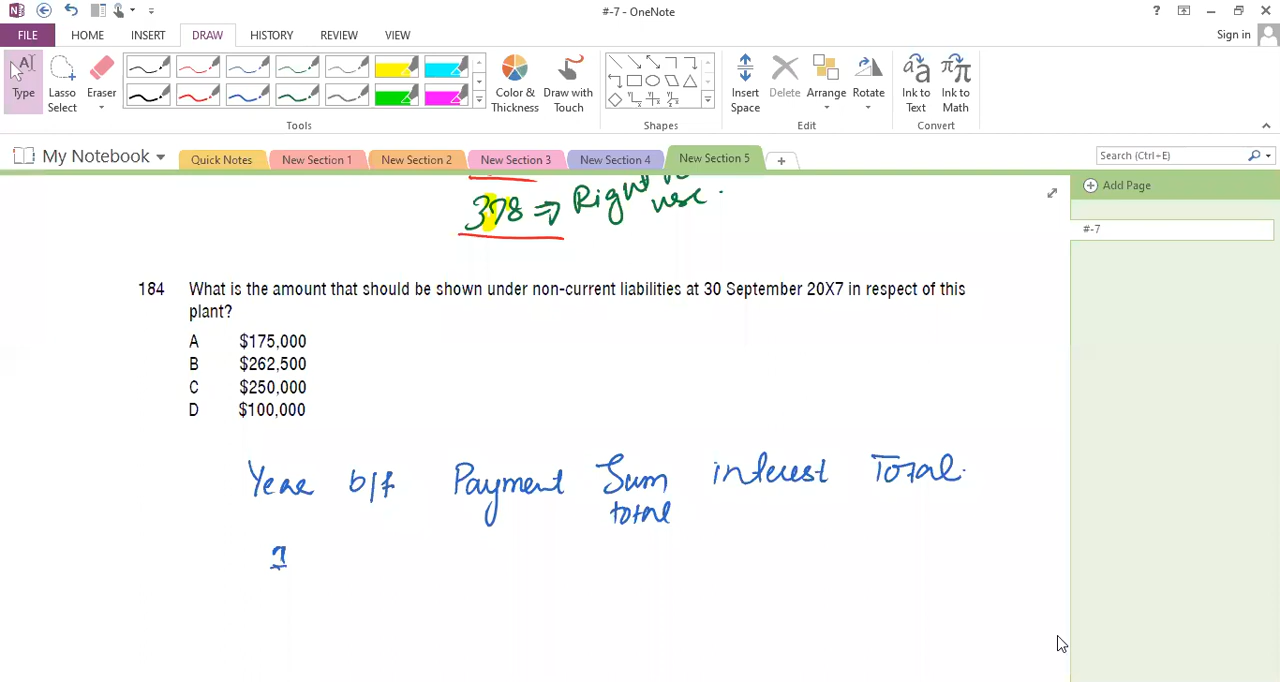 #-7 - OneNote
Sign in
FILE HOME INSERT DRAW HISTORY REVIEW VIEW
Type
Lasso Select
Eraser
Color & Thickness
Draw with Touch
Insert Space
Delete
Arrange
Rotate
Ink to Text
Ink to Math
Tools
Shapes
Edit
Convert
My Notebook
Quick Notes
New Section 1
New Section 2
New Section 3
New Section 4
New Section 5
Search (Ctrl+E)
Add Page
#-7
378 ⇒ Right
use.
184 What is the amount that should be shown under non-current liabilities at 30 September 20X7 in respect of this
plant?
A $175,000
B $262,500
C $250,000
D $100,000
Year b/f Payment Sum interest Total.
total